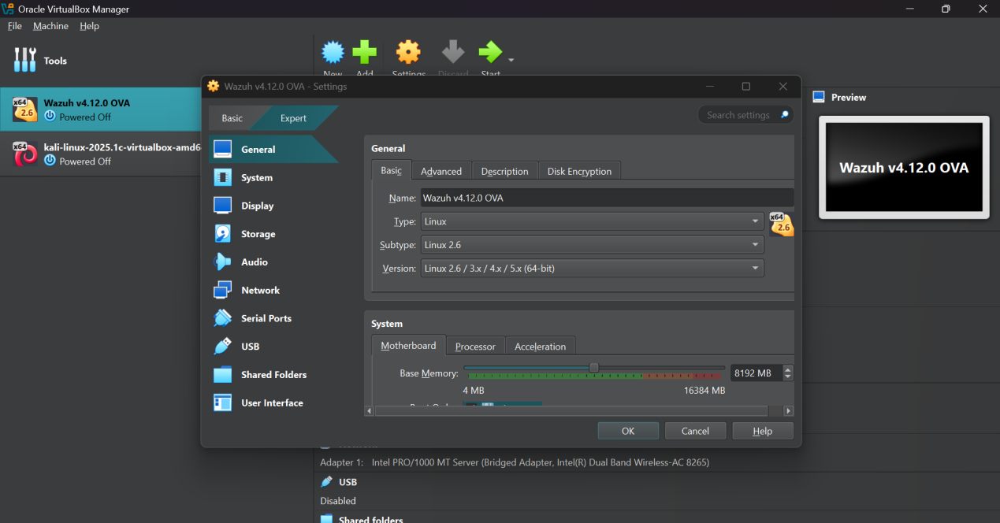 Oracle VirtualBox Manager
File Machine Help
Tools
New Add Settings Discard Start
x64 2.6 Wazuh v4.12.0 OVA
Powered Off
x64 kali-linux-2025.1c-virtualbox-amd6
Powered Off
Wazuh v4.12.0 OVA - Settings
Basic Expert
Search settings
General
System
Display
Storage
Audio
Network
Serial Ports
USB
Shared Folders
User Interface
General
Basic Advanced Description Disk Encryption
Name: Wazuh v4.12.0 OVA
Type: Linux
x64 2.6
Subtype: Linux 2.6
Version: Linux 2.6 / 3.x / 4.x / 5.x (64-bit)
System
Motherboard Processor Acceleration
Base Memory: 8192 MB
4 MB 16384 MB
OK Cancel Help
Preview
Wazuh v4.12.0 OVA
Adapter 1: Intel PRO/1000 MT Server (Bridged Adapter, Intel(R) Dual Band Wireless-AC 8265)
USB
Disabled
Shared folders